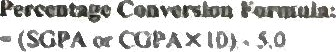 Percentage Conversion Formula:
= (SGPA or CGPA×10) - 5.0